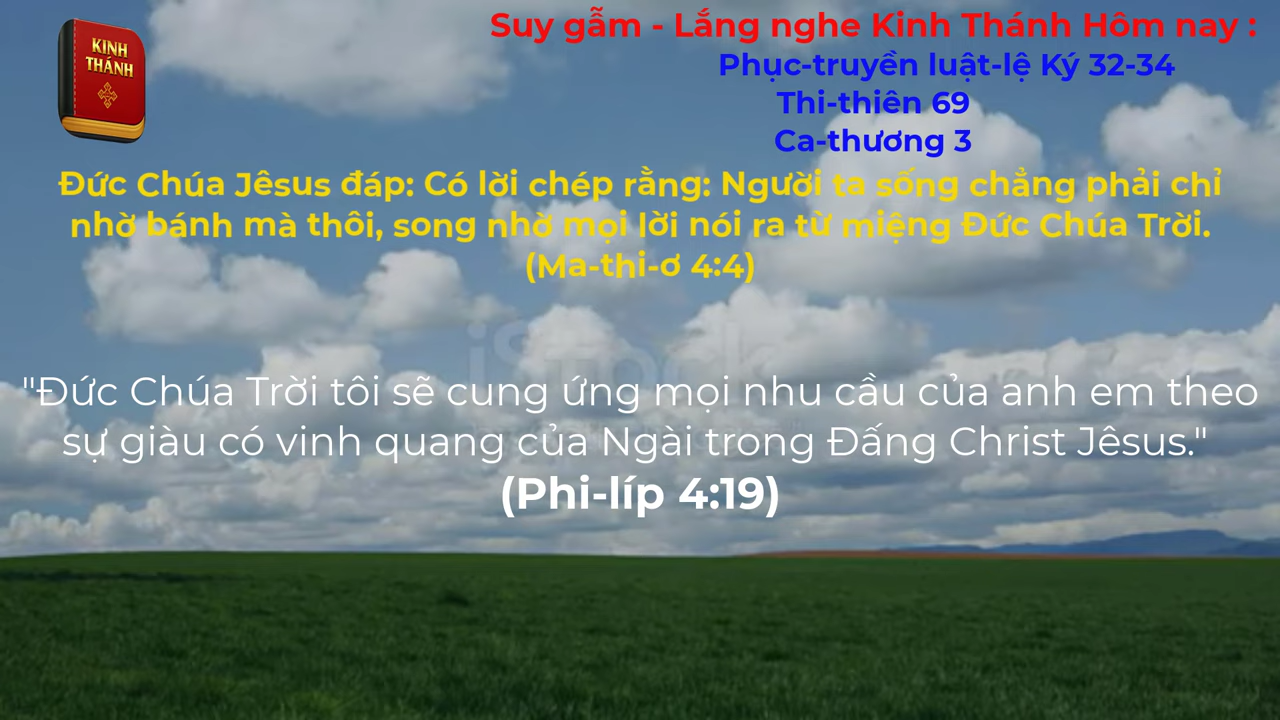 KINH
THÁNH
Suy gẫm - Lắng nghe Kinh Thánh Hôm nay :
Phục-truyền luật-lệ Ký 32-34
Thi-thiên 69
Ca-thương 3
Đức Chúa Jêsus đáp: Có lời chép rằng: Người ta sống chẳng phải chỉ
nhờ bánh mà thôi, song nhờ mọi lời nói ra từ miệng Đức Chúa Trời.
(Ma-thi-ơ 4:4)
iStock
"Đức Chúa Trời tôi sẽ cung ứng mọi nhu cầu của anh em theo
sự giàu có vinh quang của Ngài trong Đấng Christ Jêsus."
(Phi-líp 4:19)